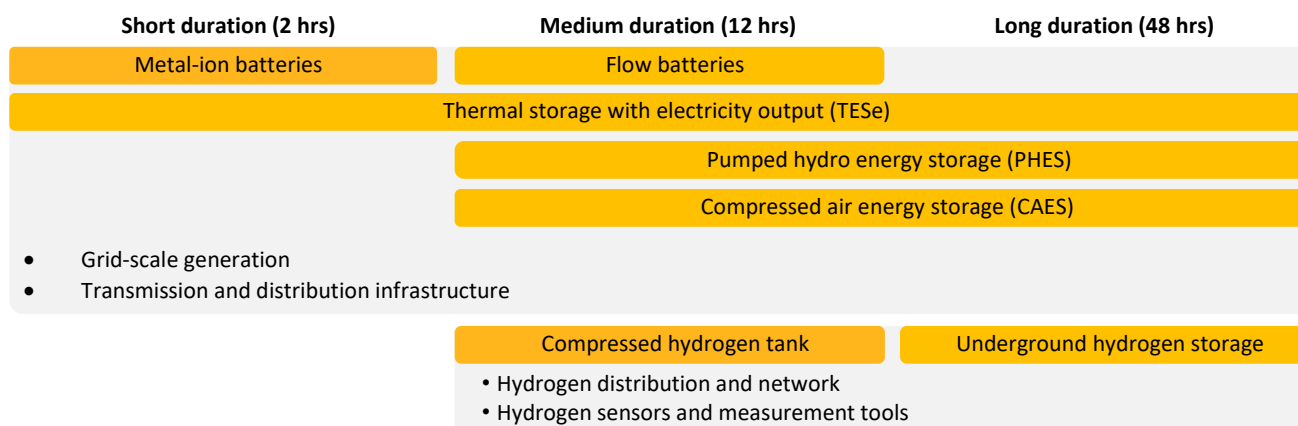 Short duration (2 hrs) Medium duration (12 hrs) Long duration (48 hrs)
Metal-ion batteries Flow batteries
Thermal storage with electricity output (TESe)
Pumped hydro energy storage (PHES)
Compressed air energy storage (CAES)
• Grid-scale generation
• Transmission and distribution infrastructure
Compressed hydrogen tank Underground hydrogen storage
• Hydrogen distribution and network
• Hydrogen sensors and measurement tools